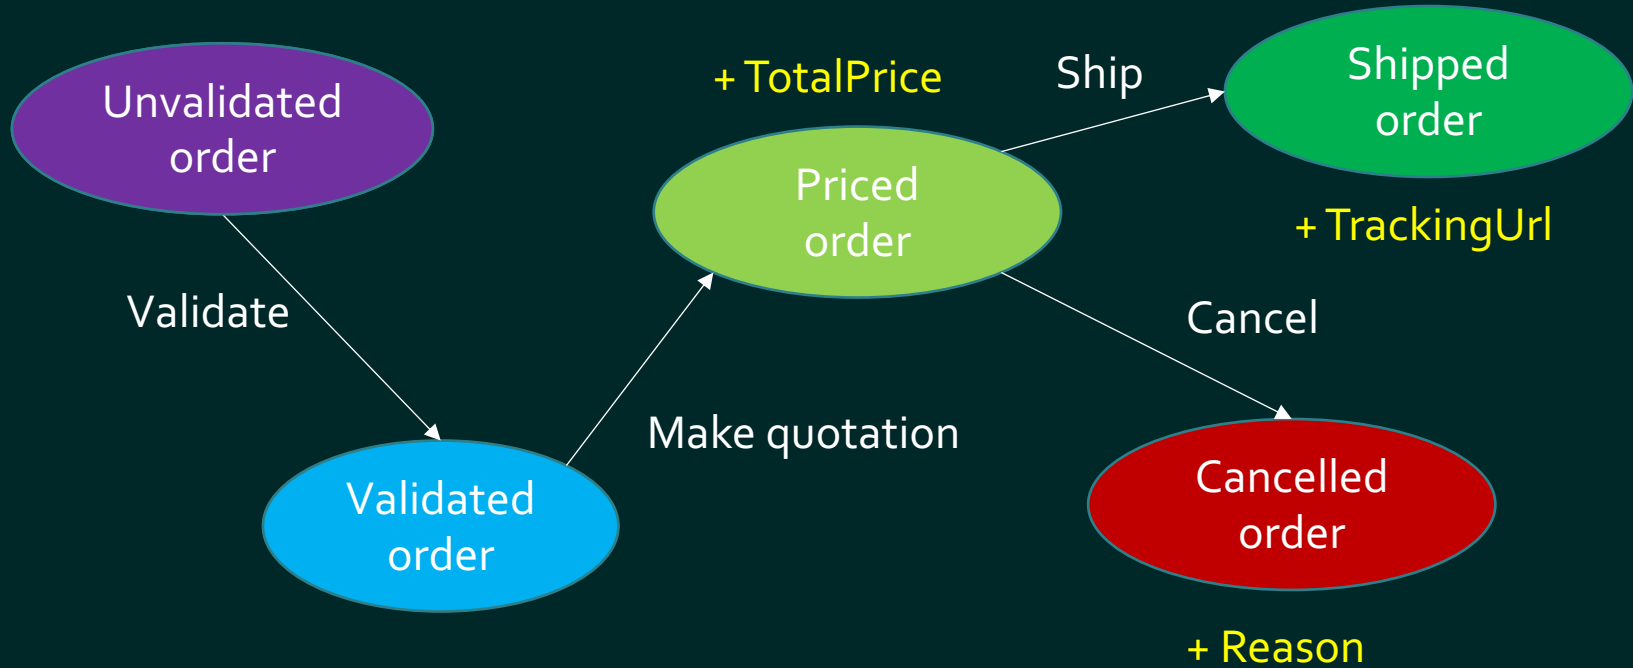 Unvalidated
order
Validate
Validated
order
Make quotation
+ TotalPrice
Priced
order
Ship
Shipped
order
+ TrackingUrl
Cancel
Cancelled
order
+ Reason